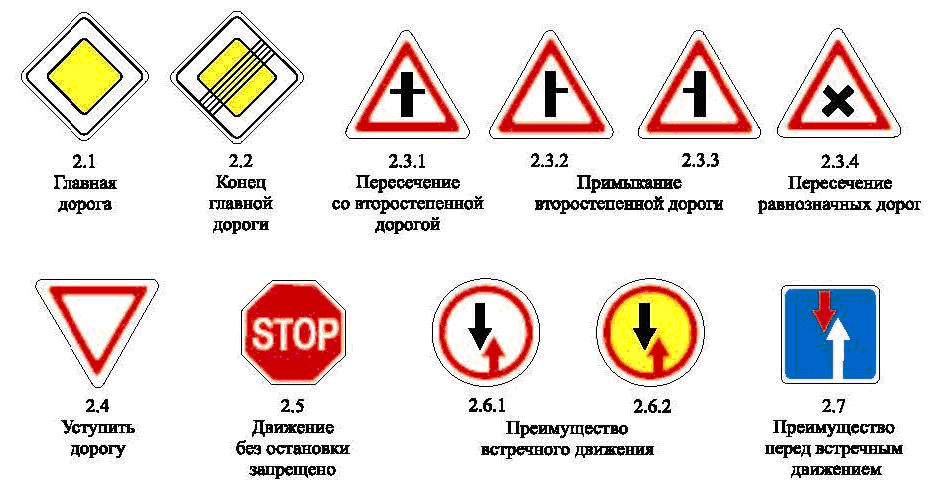 2.1
Главная
дорога
2.2
Конец
главной
дороги
2.3.1
Пересечение
со второстепенной
дорогой
2.3.2 2.3.3
Примыкание
второстепенной дороги
2.3.4
Пересечение
равнозначных дорог
2.4
Уступить
дорогу
STOP
2.5
Движение
без остановки
запрещено
2.6.1 2.6.2
Преимущество
встречного движения
2.7
Преимущество
перед встречным
движением